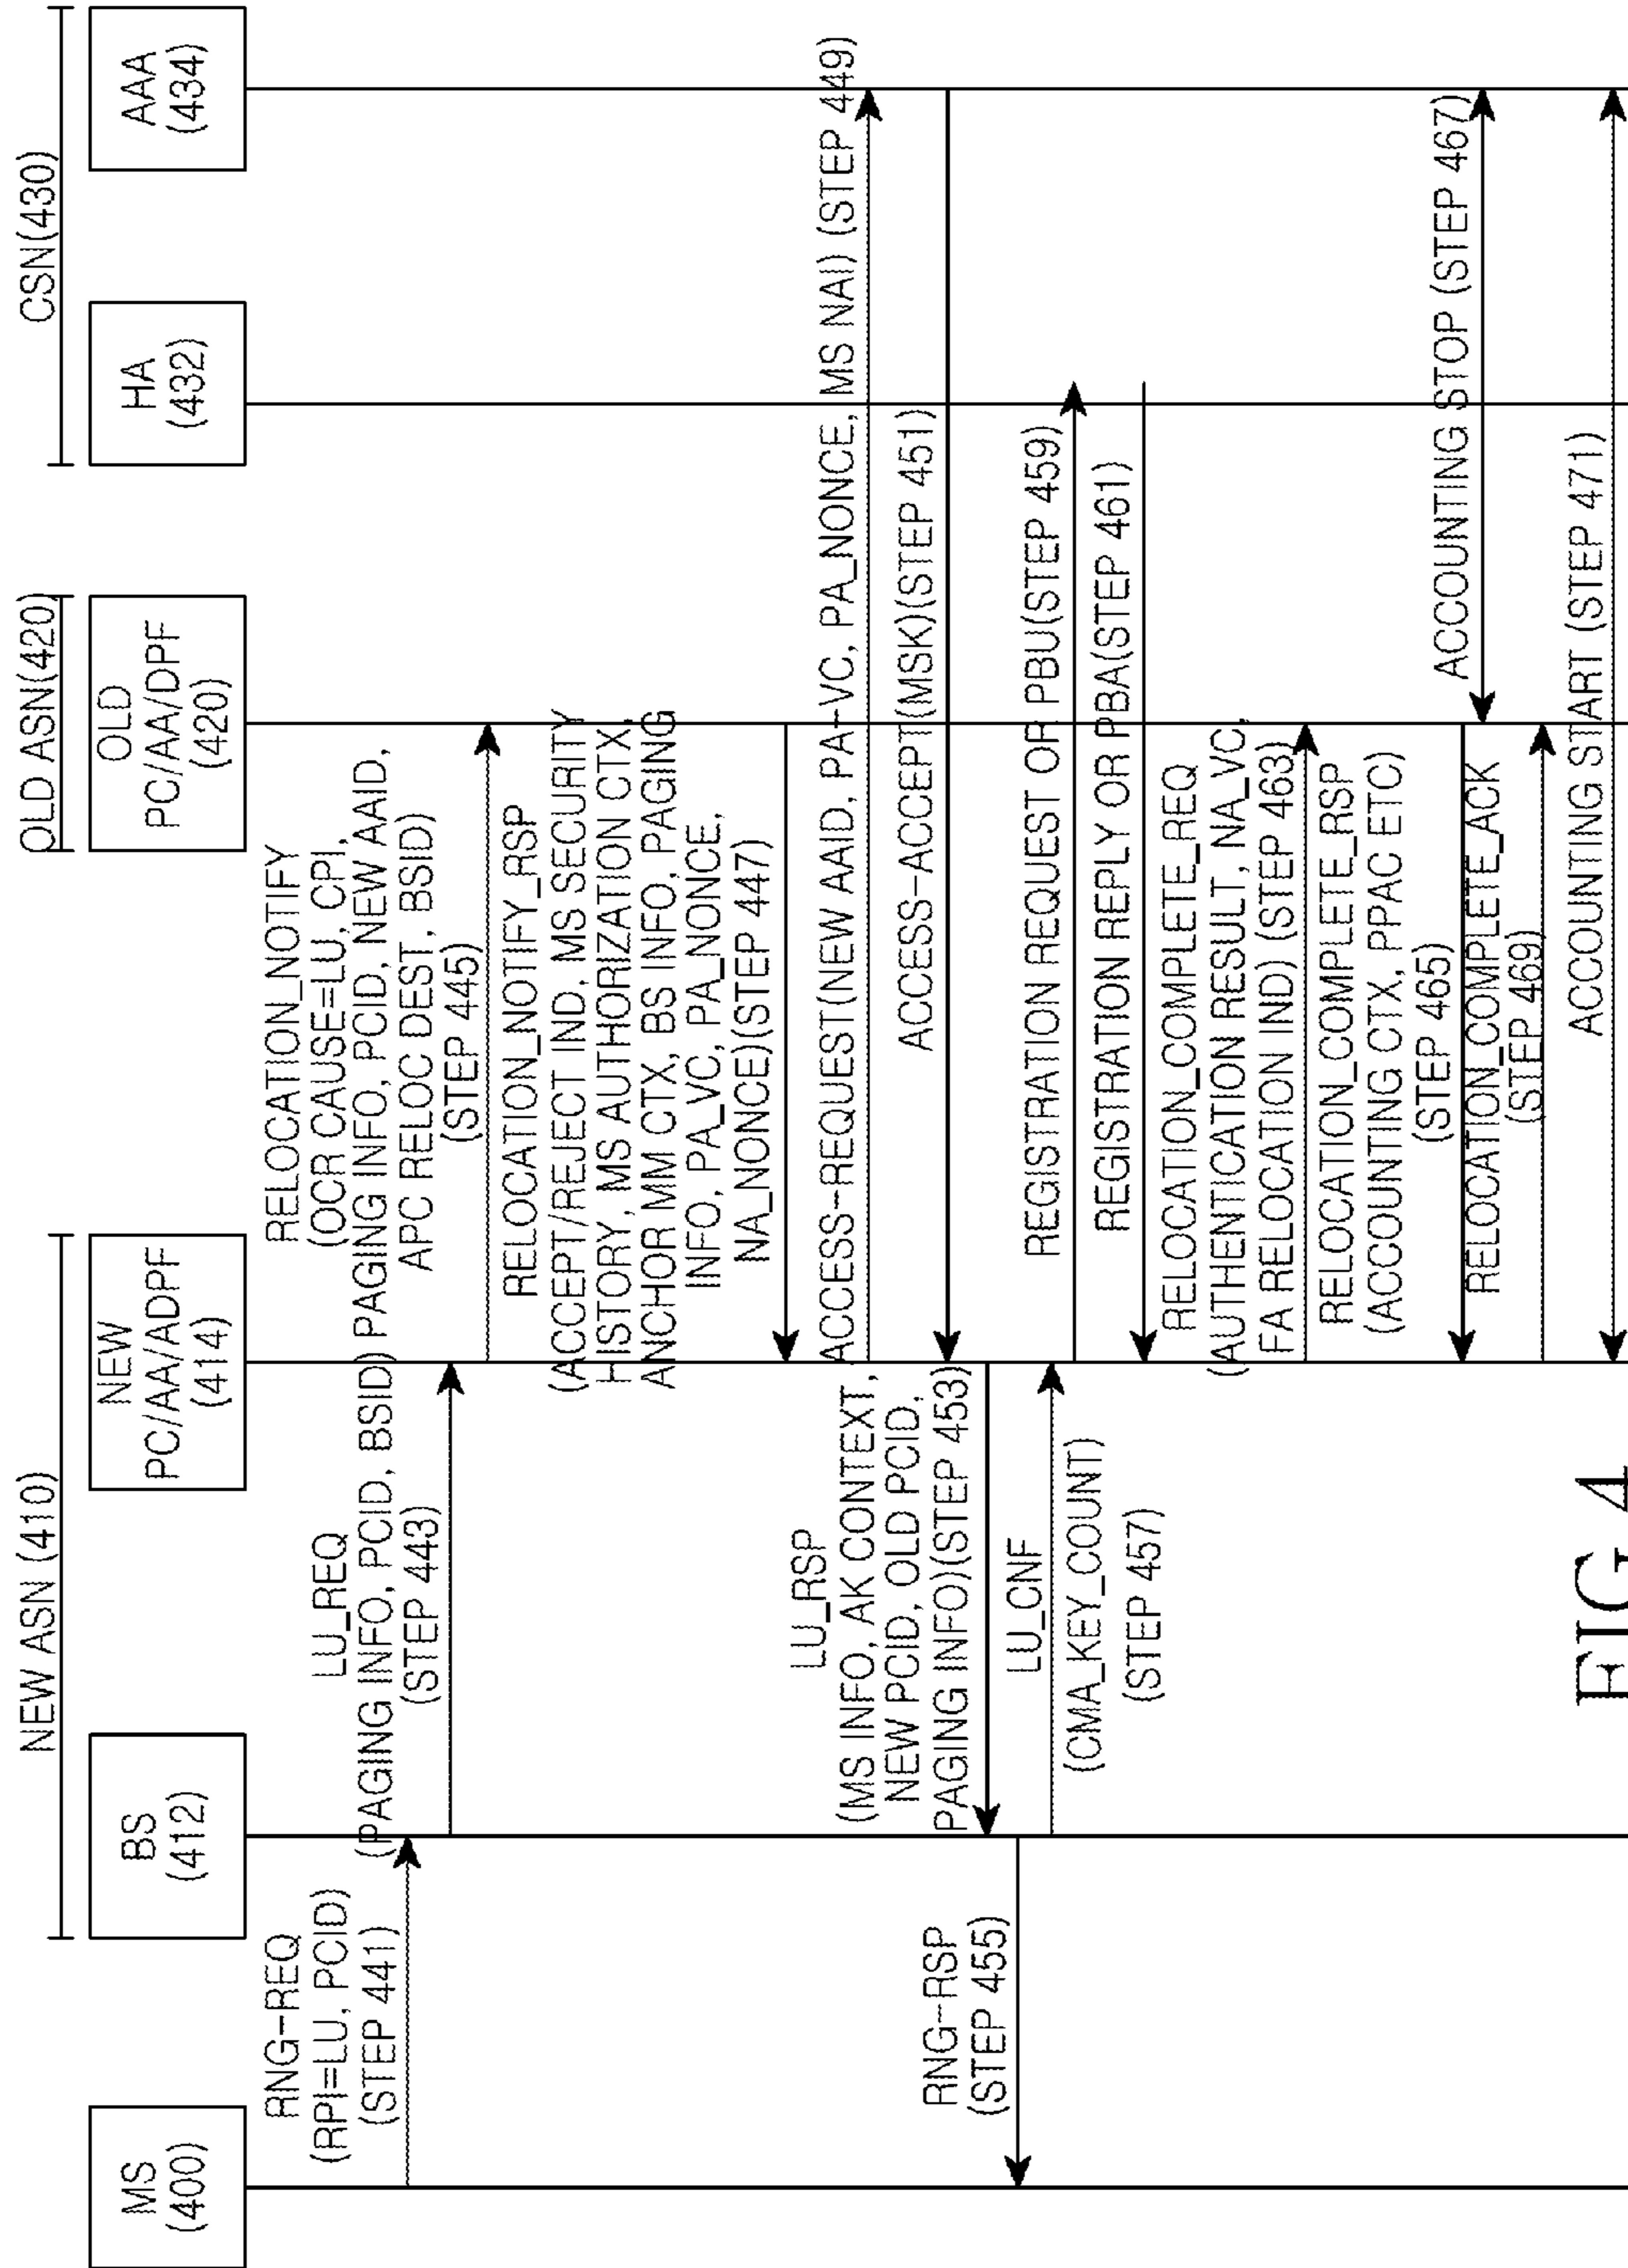 NEW ASN (410)
OLD ASN(420)
CSN(430)
MS
(400)
BS
(412)
NEW
PC/AA/ADPF
(414)
OLD
PC/AA/DPF
(420)
HA
(432)
AAA
(434)
RNG-REQ
(RPI=LU, PCID)
(STEP 441)
LU_REQ
(PAGING INFO, PCID, BSID)
(STEP 443)
RELOCATION_NOTIFY
(OCR CAUSE=LU, CPI,
PAGING INFO, PCID, NEW AAID,
APC RELOC DEST, BSID)
(STEP 445)
RELOCATION_NOTIFY_RSP
(ACCEPT/REJECT IND, MS SECURITY
HISTORY, MS AUTHORIZATION CTX,
ANCHOR MM CTX, BS INFO, PAGING
INFO, PA_VC, PA_NONCE,
NA_NONCE)(STEP 447)
ACCESS-REQUEST(NEW AAID, PA-VC, PA_NONCE, MS NAI) (STEP 449)
ACCESS-ACCEPT(MSK)(STEP 451)
LU_RSP
(MS INFO, AK CONTEXT,
NEW PCID, OLD PCID,
PAGING INFO)(STEP 453)
RNG-RSP
(STEP 455)
LU_CNF
(CMA_KEY_COUNT)
(STEP 457)
REGISTRATION REQUEST OR PBU(STEP 459)
REGISTRATION REPLY OR PBA(STEP 461)
RELOCATION_COMPLETE_REQ
(AUTHENTICATION RESULT, NA_VC,
FA RELOCATION IND) (STEP 463)
RELOCATION_COMPLETE_RSP
(ACCOUNTING CTX, PPAC ETC)
(STEP 465)
ACCOUNTING STOP (STEP 467)
RELOCATION_COMPLETE_ACK
(STEP 469)
ACCOUNTING START (STEP 471)
FIG.4